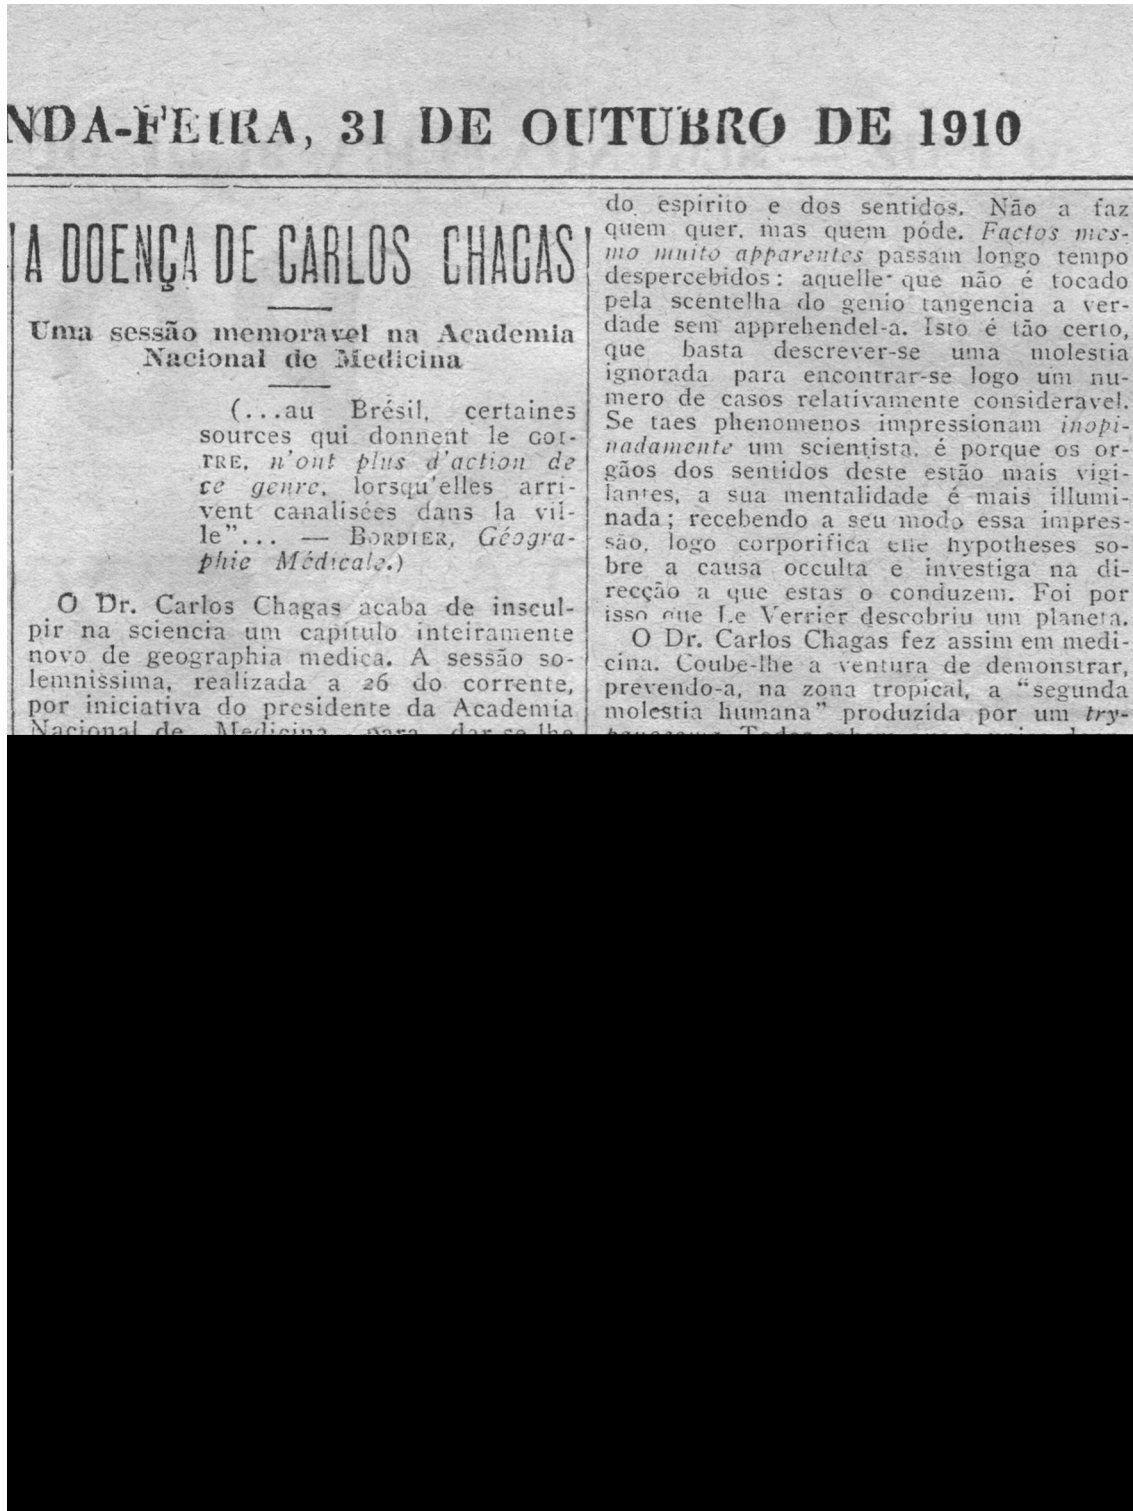 NDA-FEIRA, 31 DE OUTUBRO DE 1910
A DOENÇA DE CARLOS CHAGAS
Uma sessão memoravel na Academia
Nacional de Medicina
(...au Brésil, certaines
sources qui donnent le GOI-
TRE, n'ont plus d'action de
ce genre, lorsqu'elles arri-
vent canalisées dans la vil-
le"... — BORDIER, Géogra-
phie Médicale.)
O Dr. Carlos Chagas acaba de inscul-
pir na sciencia um capitulo inteiramente
novo de geographia medica. A sessão so-
lemnissima, realizada a 26 do corrente,
por iniciativa do presidente da Academia
Nacional de Medicina para dar-se-lhe
do espirito e dos sentidos. Não a faz
quem quer, mas quem póde. Factos mes-
mo muito apparentes passam longo tempo
despercebidos: aquelle que não é tocado
pela scentelha do genio tangencia a ver-
dade sem apprehendel-a. Isto é tão certo,
que basta descrever-se uma molestia
ignorada para encontrar-se logo um nu-
mero de casos relativamente consideravel.
Se taes phenomenos impressionam inopi-
nadamente um scientista, é porque os or-
gãos dos sentidos deste estão mais vigi-
lantes, a sua mentalidade é mais illumi-
nada; recebendo a seu modo essa impres-
são, logo corporifica elle hypotheses so-
bre a causa occulta e investiga na di-
recção a que estas o conduzem. Foi por
isso que Le Verrier descobriu um planeta.
O Dr. Carlos Chagas fez assim em medi-
cina. Coube-lhe a ventura de demonstrar,
prevendo-a, na zona tropical, a "segunda
molestia humana" produzida por um try-